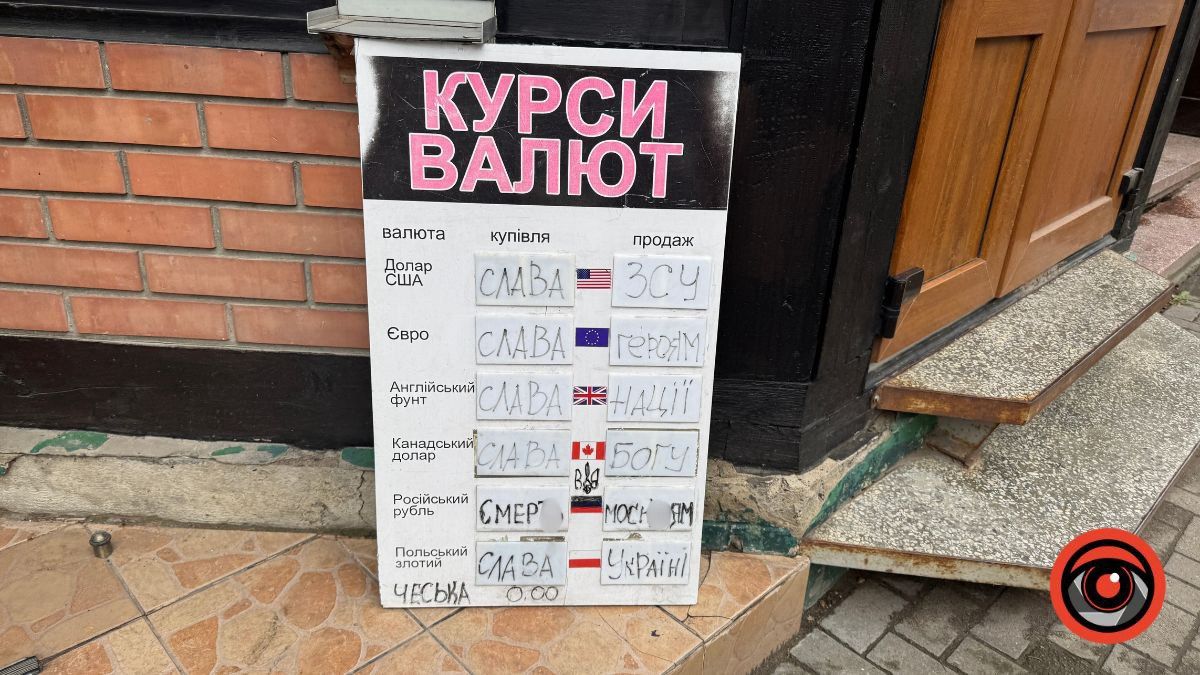 КУРСИ
ВАЛЮТ
валюта купівля продаж
Долар
США
СЛАВА ЗСУ
Євро СЛАВА ГЕРОЯМ
Англійський
фунт
СЛАВА НАЦІЇ
Канадський
долар
СЛАВА БОГУ
Російський
рубль
Польський
злотий
СЛАВА УКРАЇНІ
ЧЕСЬКА 0.00